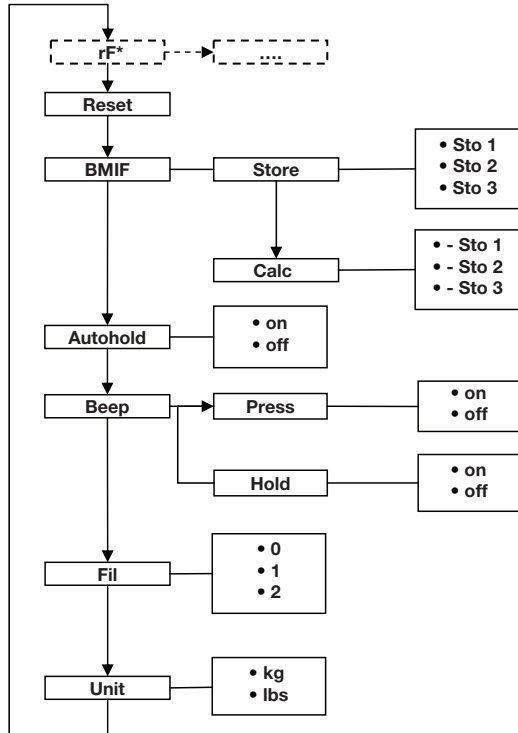 rF* ....
Reset
BMIF Store
• Sto 1
• Sto 2
• Sto 3
Calc
• - Sto 1
• - Sto 2
• - Sto 3
Autohold
• on
• off
Beep Press
• on
• off
Hold
• on
• off
Fil
• 0
• 1
• 2
Unit
• kg
• lbs